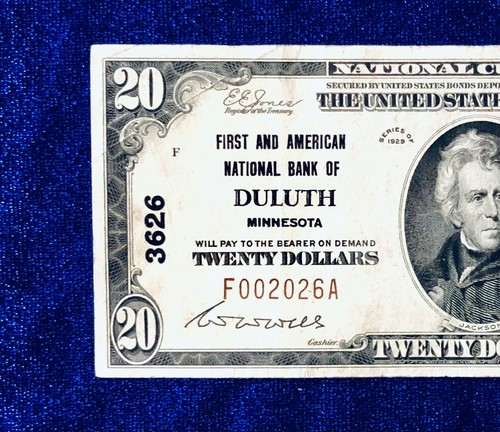 NATIONAL C
20
E.E. Jones
Register of the Treasury.
SECURED BY UNITED STATES BONDS DEPO
THE UNITED STATE
SERIES OF
1929
F
FIRST AND AMERICAN
NATIONAL BANK OF
DULUTH
MINNESOTA
3626
WILL PAY TO THE BEARER ON DEMAND
TWENTY DOLLARS
F002026A
JACKSON
20
Cashier.
TWENTY DO